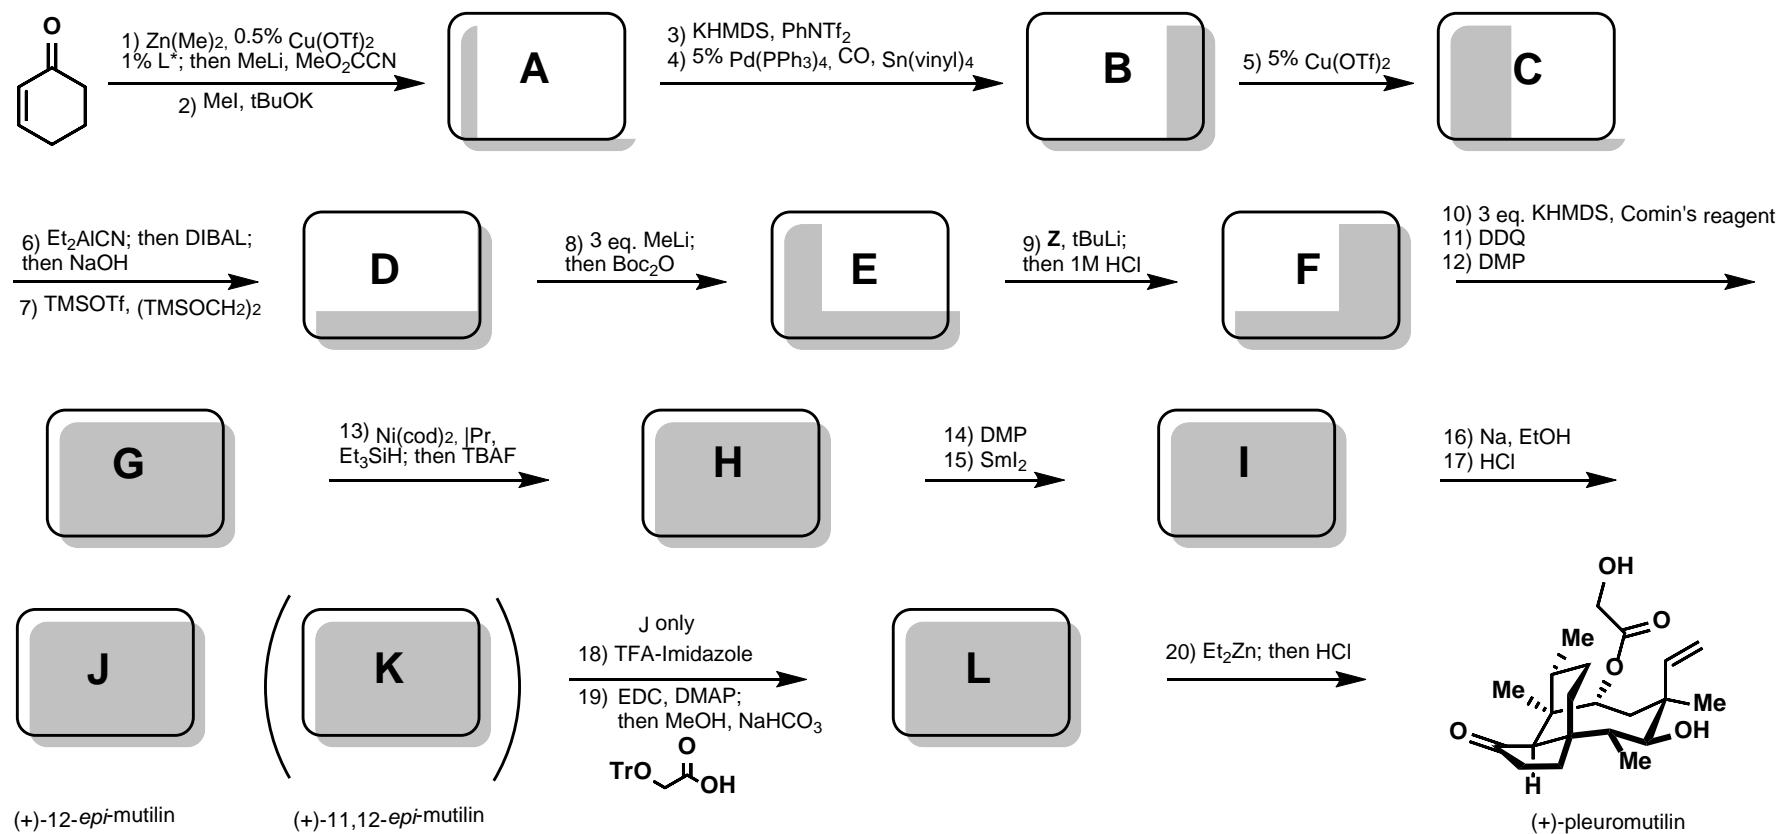 O
1) Zn(Me)2, 0.5% Cu(OTf)2
1% L*; then MeLi, MeO2CCN
2) MeI, tBuOK
A
3) KHMDS, PhNTf2
4) 5% Pd(PPh3)4, CO, Sn(vinyl)4
B
5) 5% Cu(OTf)2
C
6) Et2AlCN; then DIBAL;
then NaOH
7) TMSOTf, (TMSOCH2)2
D
8) 3 eq. MeLi;
then Boc2O
E
9) Z, tBuLi;
then 1M HCl
F
10) 3 eq. KHMDS, Comin's reagent
11) DDQ
12) DMP
G
13) Ni(cod)2, |Pr,
Et3SiH; then TBAF
H
14) DMP
15) SmI2
I
16) Na, EtOH
17) HCl
J
K
J only
18) TFA-Imidazole
19) EDC, DMAP;
then MeOH, NaHCO3
O
TrO
OH
L
20) Et2Zn; then HCl
OH
O
Me
O
Me
Me
OH
O
Me
H
(+)-12-epi-mutilin
(+)-11,12-epi-mutilin
(+)-pleuromutilin